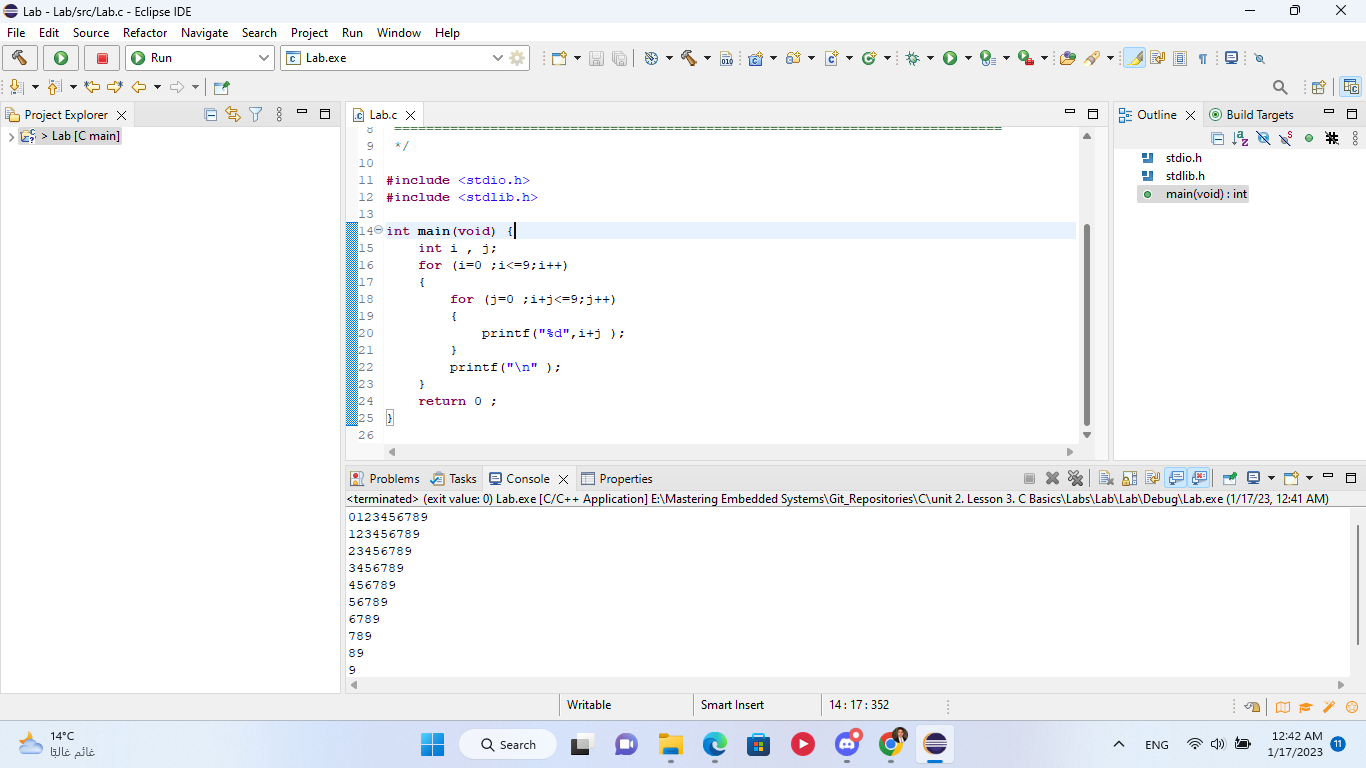 Lab - Lab/src/Lab.c - Eclipse IDE
File Edit Source Refactor Navigate Search Project Run Window Help
Run Lab.exe
Project Explorer
> Lab [C main]
Lab.c
8 ============================================================================
9 */
10
11 #include <stdio.h>
12 #include <stdlib.h>
13
14 int main(void) {
15 int i , j;
16 for (i=0 ;i<=9;i++)
17 {
18 for (j=0 ;i+j<=9;j++)
19 {
20 printf("%d",i+j );
21 }
22 printf("\n" );
23 }
24 return 0 ;
25 }
26
Outline Build Targets
stdio.h
stdlib.h
main(void) : int
Problems Tasks Console Properties
<terminated> (exit value: 0) Lab.exe [C/C++ Application] E:\Mastering Embedded Systems\Git_Repositories\C\unit 2. Lesson 3. C Basics\Labs\Lab\Lab\Debug\Lab.exe (1/17/23, 12:41 AM)
0123456789
123456789
23456789
3456789
456789
56789
6789
789
89
9
Writable Smart Insert 14 : 17 : 352
14°C
غائم غالبًا
Search
ENG
12:42 AM
1/17/2023
11